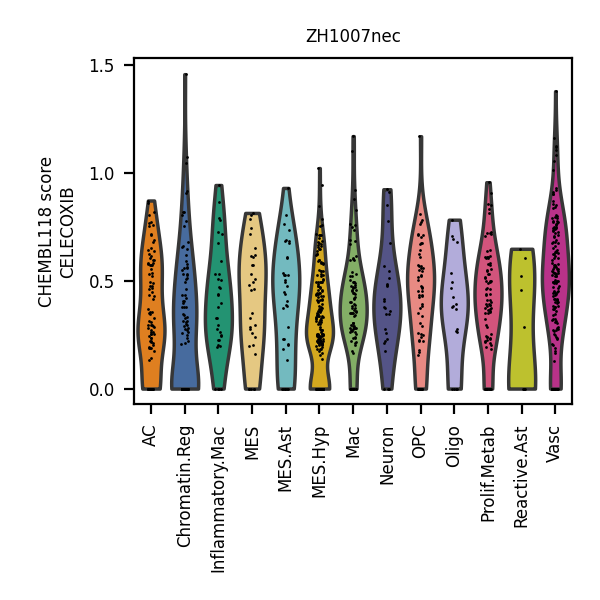 ZH1007nec
CHEMBL118 score
CELECOXIB
1.5
1.0
0.5
0.0
AC
Chromatin.Reg
Inflammatory.Mac
MES
MES.Ast
MES.Hyp
Mac
Neuron
OPC
Oligo
Prolif.Metab
Reactive.Ast
Vasc